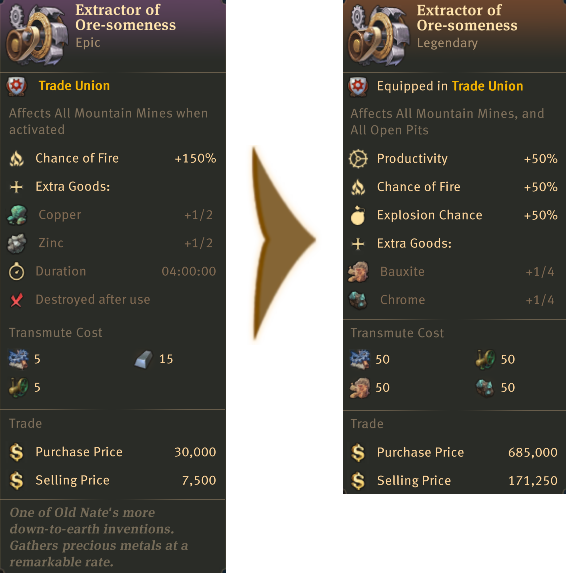 Extractor of
Ore-someness
Epic
Trade Union
Affects All Mountain Mines when
activated
Chance of Fire +150%
Extra Goods:
Copper +1/2
Zinc +1/2
Duration 04:00:00
Destroyed after use
Transmute Cost
5 15
5
Trade
Purchase Price 30,000
Selling Price 7,500
One of Old Nate's more
down-to-earth inventions.
Gathers precious metals at a
remarkable rate.
Extractor of
Ore-someness
Legendary
Equipped in Trade Union
Affects All Mountain Mines, and
All Open Pits
Productivity +50%
Chance of Fire +50%
Explosion Chance +50%
Extra Goods:
Bauxite +1/4
Chrome +1/4
Transmute Cost
50 50
50 50
Trade
Purchase Price 685,000
Selling Price 171,250